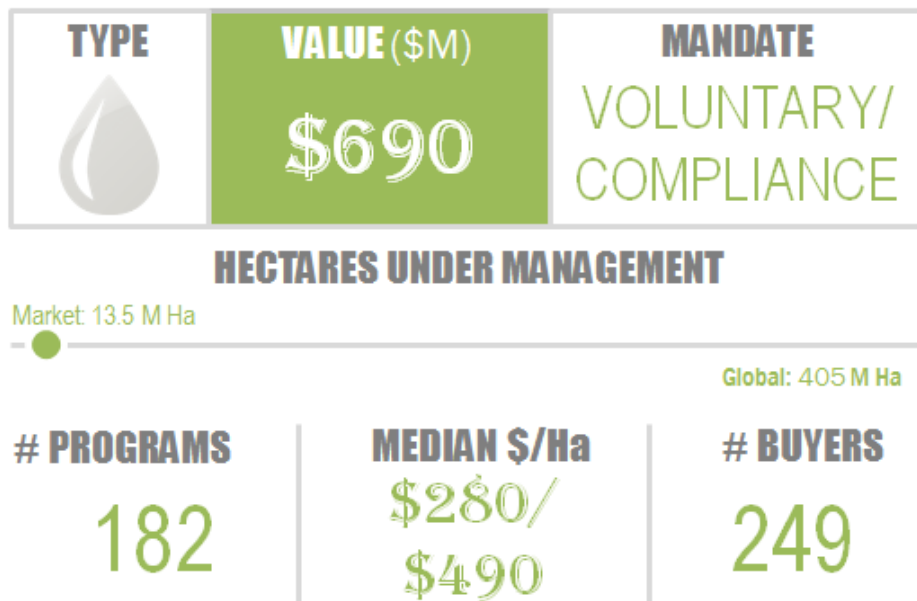 TYPE
VALUE ($M)
MANDATE
$690
VOLUNTARY/
COMPLIANCE
HECTARES UNDER MANAGEMENT
Market: 13.5 M Ha
Global: 405 M Ha
# PROGRAMS
MEDIAN $/Ha
# BUYERS
182
$280/
$490
249